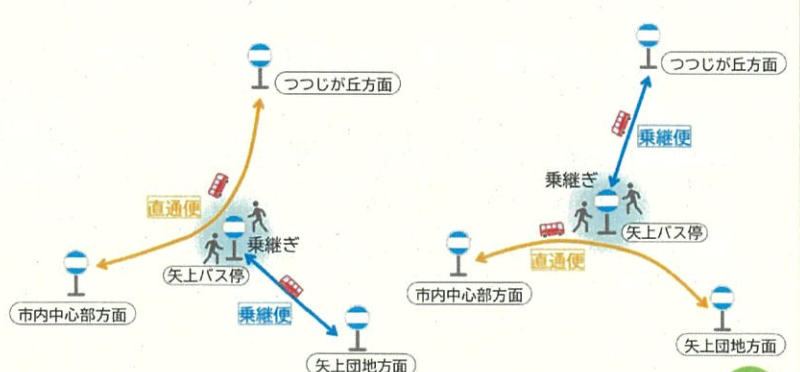 つつじが丘方面
直通便
乗継ぎ
矢上バス停
市内中心部方面
乗継便
矢上団地方面
つつじが丘方面
乗継便
乗継ぎ
矢上バス停
直通便
市内中心部方面
矢上団地方面